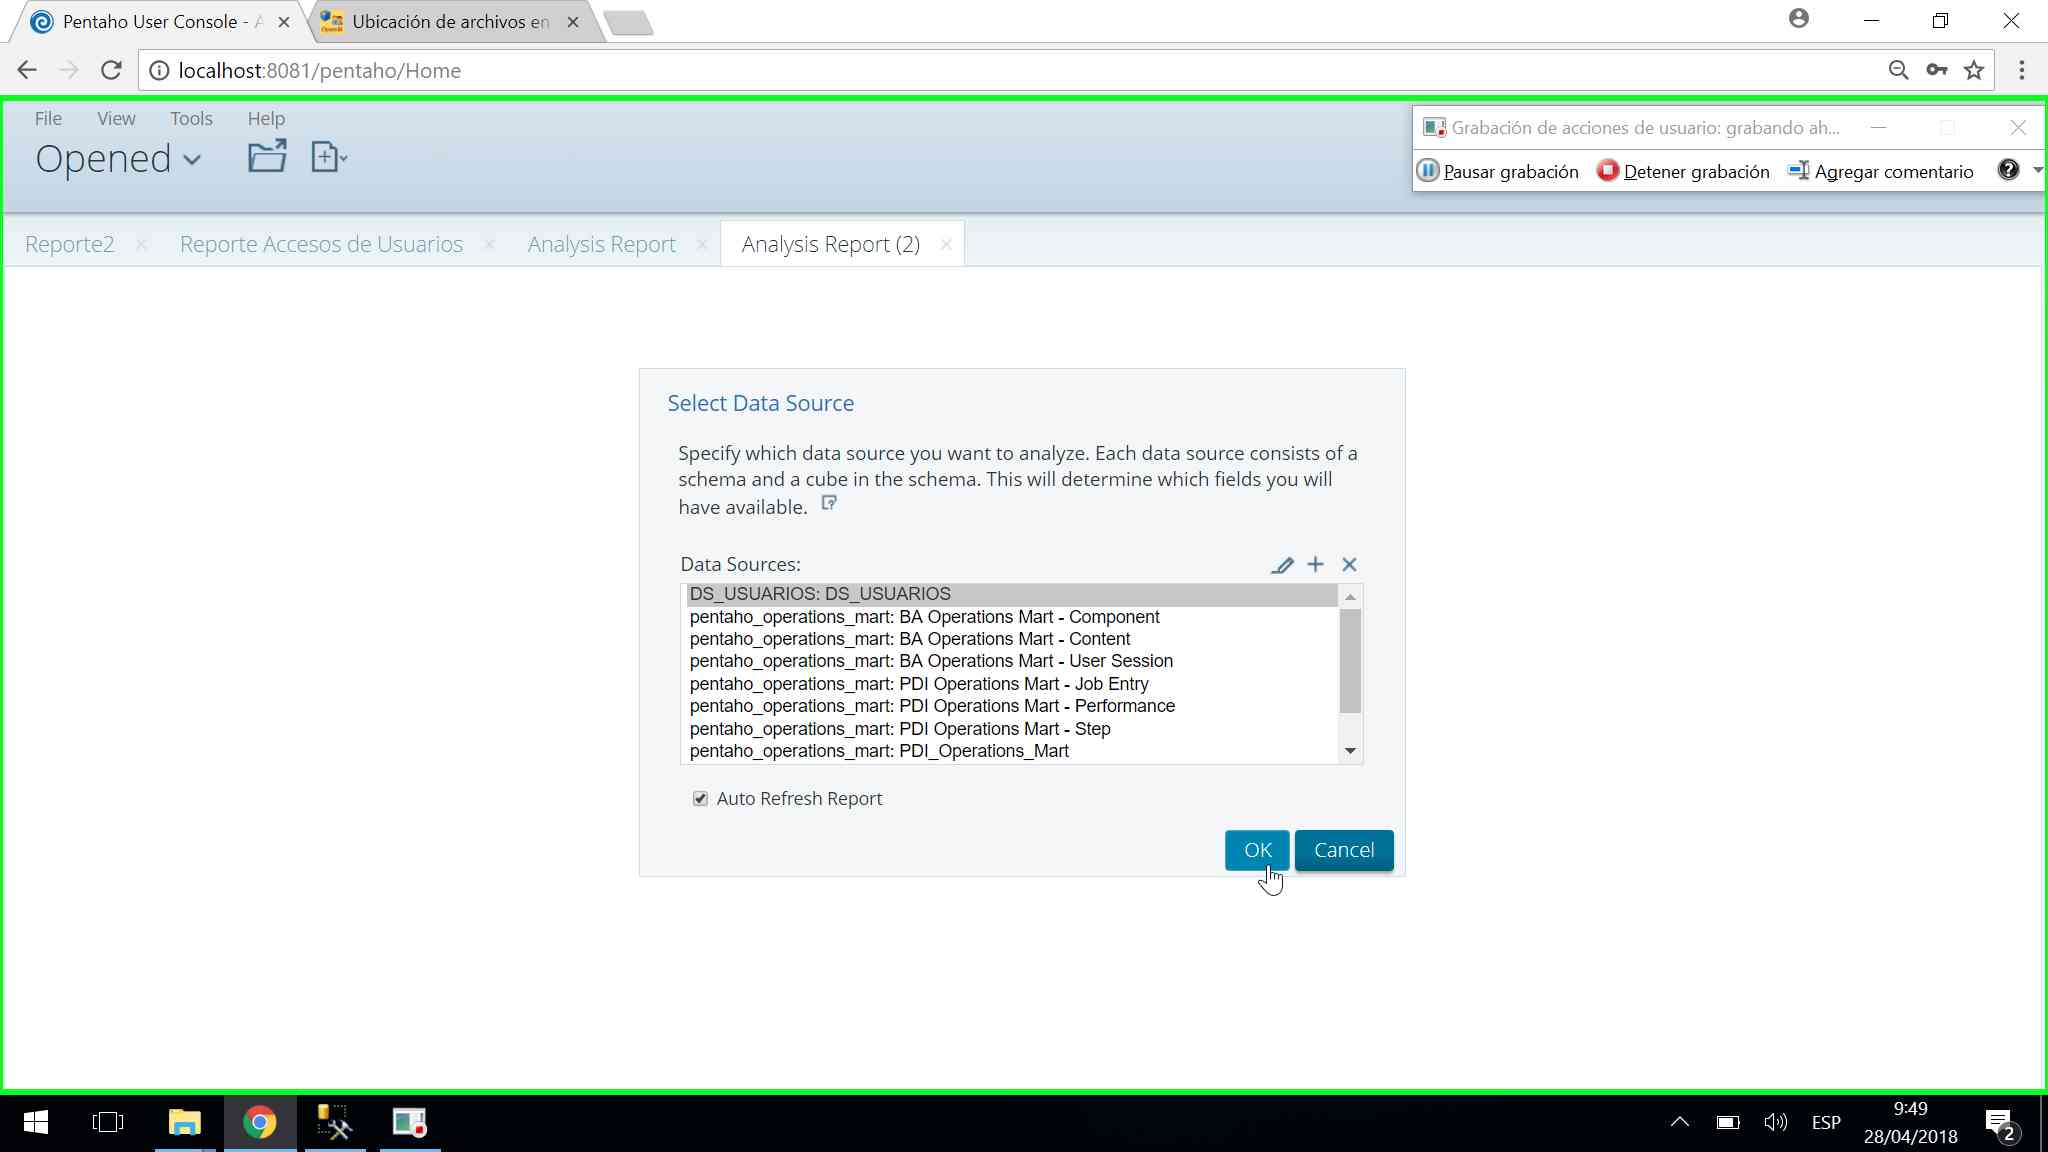 Pentaho User Console -
Ubicación de archivos en
localhost:8081/pentaho/Home
File View Tools Help
Opened
Grabación de acciones de usuario: grabando ah...
Pausar grabación Detener grabación Agregar comentario
Reporte2 Reporte Accesos de Usuarios Analysis Report Analysis Report (2)
Select Data Source
Specify which data source you want to analyze. Each data source consists of a
schema and a cube in the schema. This will determine which fields you will
have available.
Data Sources:
DS_USUARIOS: DS_USUARIOS
pentaho_operations_mart: BA Operations Mart - Component
pentaho_operations_mart: BA Operations Mart - Content
pentaho_operations_mart: BA Operations Mart - User Session
pentaho_operations_mart: PDI Operations Mart - Job Entry
pentaho_operations_mart: PDI Operations Mart - Performance
pentaho_operations_mart: PDI Operations Mart - Step
pentaho_operations_mart: PDI_Operations_Mart
Auto Refresh Report
OK Cancel
ESP
9:49
28/04/2018
2